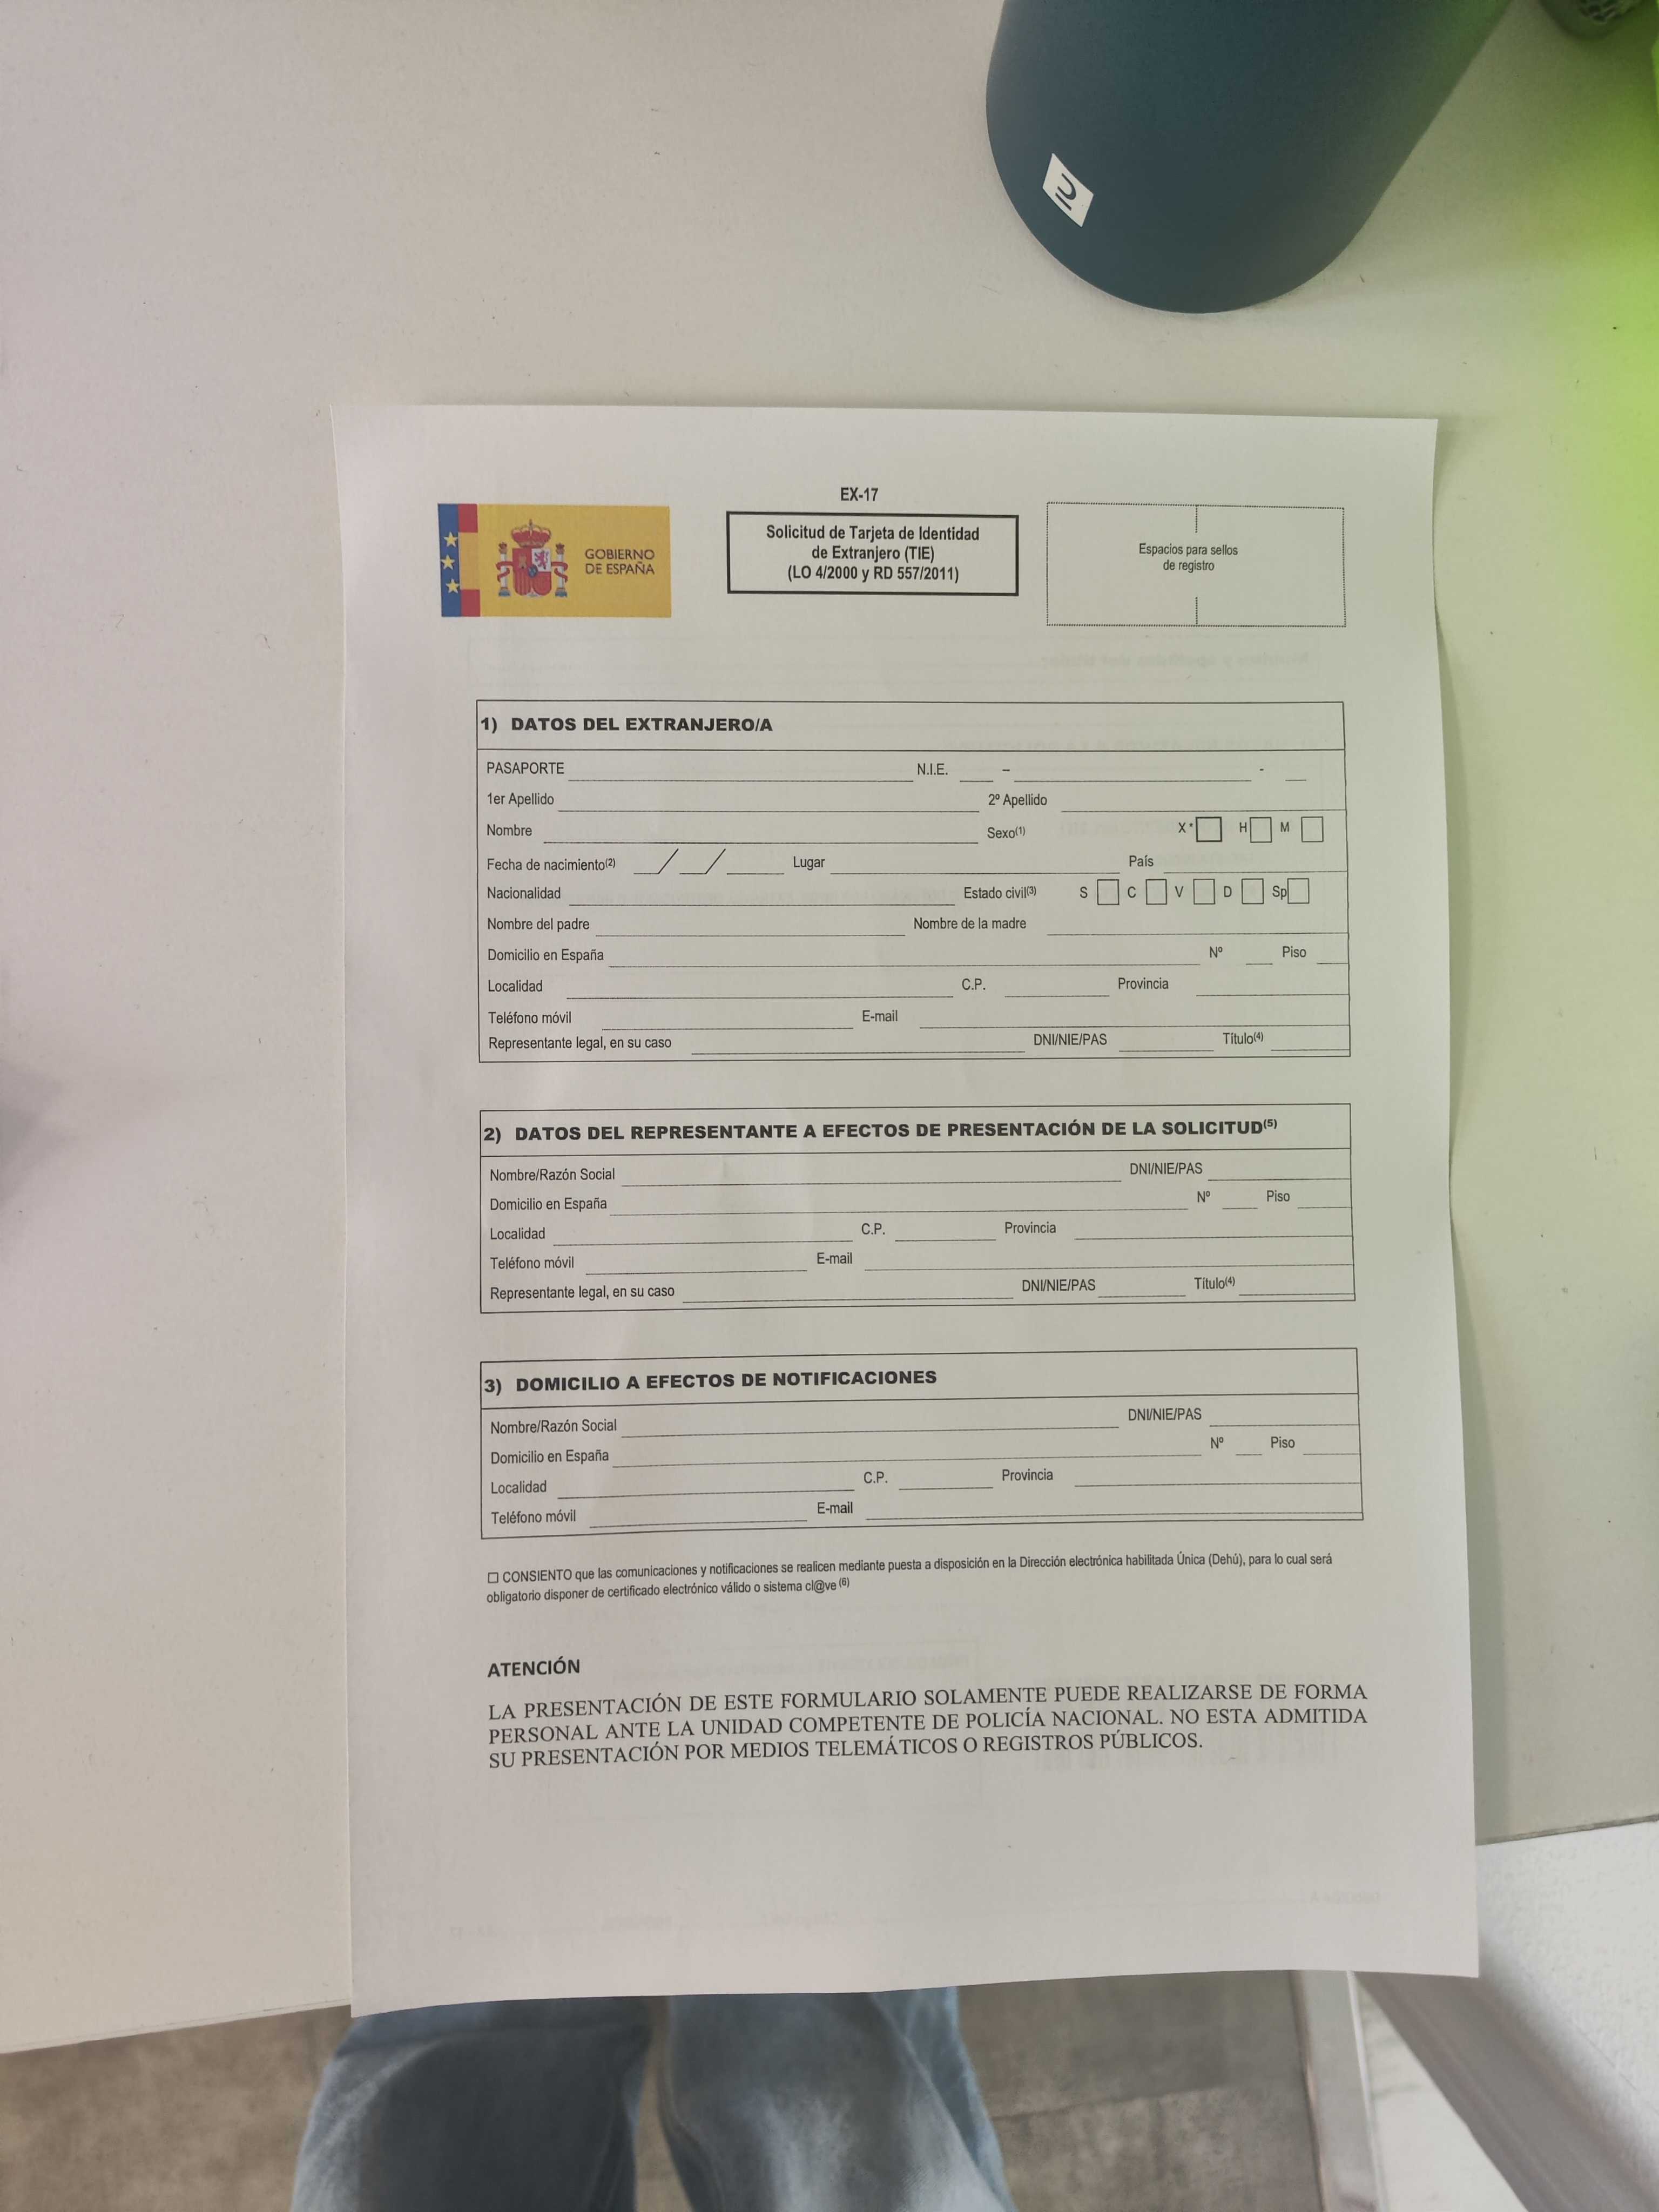 EX-17
GOBIERNO
DE ESPAÑA
Solicitud de Tarjeta de Identidad
de Extranjero (TIE)
(LO 4/2000 y RD 557/2011)
Espacios para sellos
de registro
1) DATOS DEL EXTRANJERO/A
PASAPORTE N.I.E. – -
1er Apellido 2º Apellido
Nombre Sexo(1) X* H M
Fecha de nacimiento(2) / / Lugar País
Nacionalidad Estado civil(3) S C V D Sp
Nombre del padre Nombre de la madre
Domicilio en España Nº Piso
Localidad C.P. Provincia
Teléfono móvil E-mail
Representante legal, en su caso DNI/NIE/PAS Título(4)
2) DATOS DEL REPRESENTANTE A EFECTOS DE PRESENTACIÓN DE LA SOLICITUD(5)
Nombre/Razón Social DNI/NIE/PAS
Domicilio en España Nº Piso
Localidad C.P. Provincia
Teléfono móvil E-mail
Representante legal, en su caso DNI/NIE/PAS Título(4)
3) DOMICILIO A EFECTOS DE NOTIFICACIONES
Nombre/Razón Social DNI/NIE/PAS
Domicilio en España Nº Piso
Localidad C.P. Provincia
Teléfono móvil E-mail
☐ CONSIENTO que las comunicaciones y notificaciones se realicen mediante puesta a disposición en la Dirección electrónica habilitada Única (Dehú), para lo cual será
obligatorio disponer de certificado electrónico válido o sistema cl@ve (6)
ATENCIÓN
LA PRESENTACIÓN DE ESTE FORMULARIO SOLAMENTE PUEDE REALIZARSE DE FORMA
PERSONAL ANTE LA UNIDAD COMPETENTE DE POLICÍA NACIONAL. NO ESTA ADMITIDA
SU PRESENTACIÓN POR MEDIOS TELEMÁTICOS O REGISTROS PÚBLICOS.